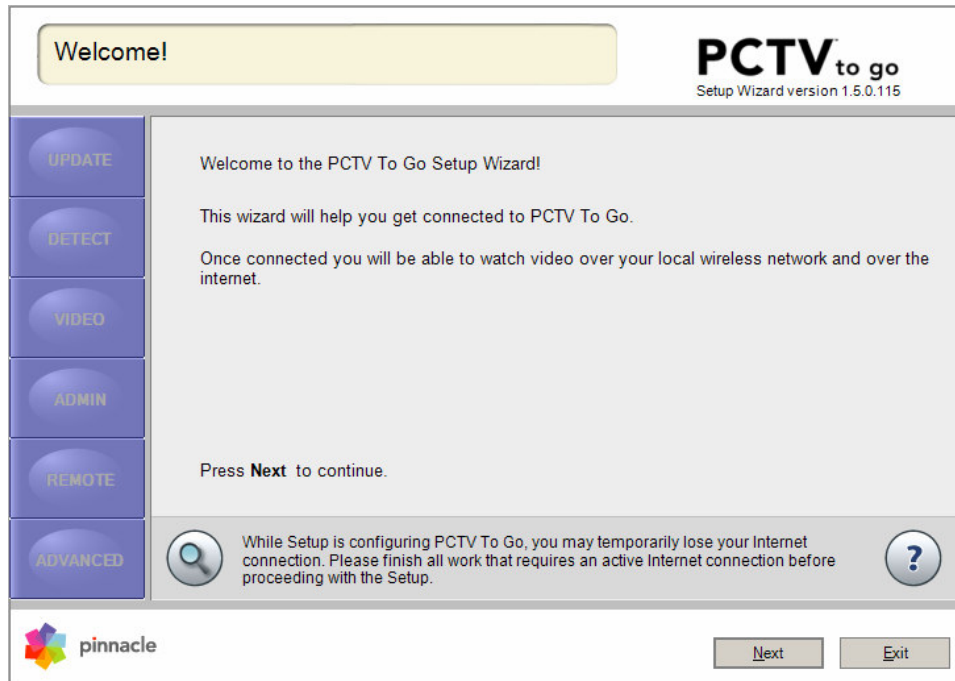 Welcome!
PCTV to go
Setup Wizard version 1.5.0.115
UPDATE
DETECT
VIDEO
ADMIN
REMOTE
ADVANCED
Welcome to the PCTV To Go Setup Wizard!
This wizard will help you get connected to PCTV To Go.
Once connected you will be able to watch video over your local wireless network and over the
internet.
Press Next to continue.
While Setup is configuring PCTV To Go, you may temporarily lose your Internet
connection. Please finish all work that requires an active Internet connection before
proceeding with the Setup.
?
pinnacle
Next
Exit